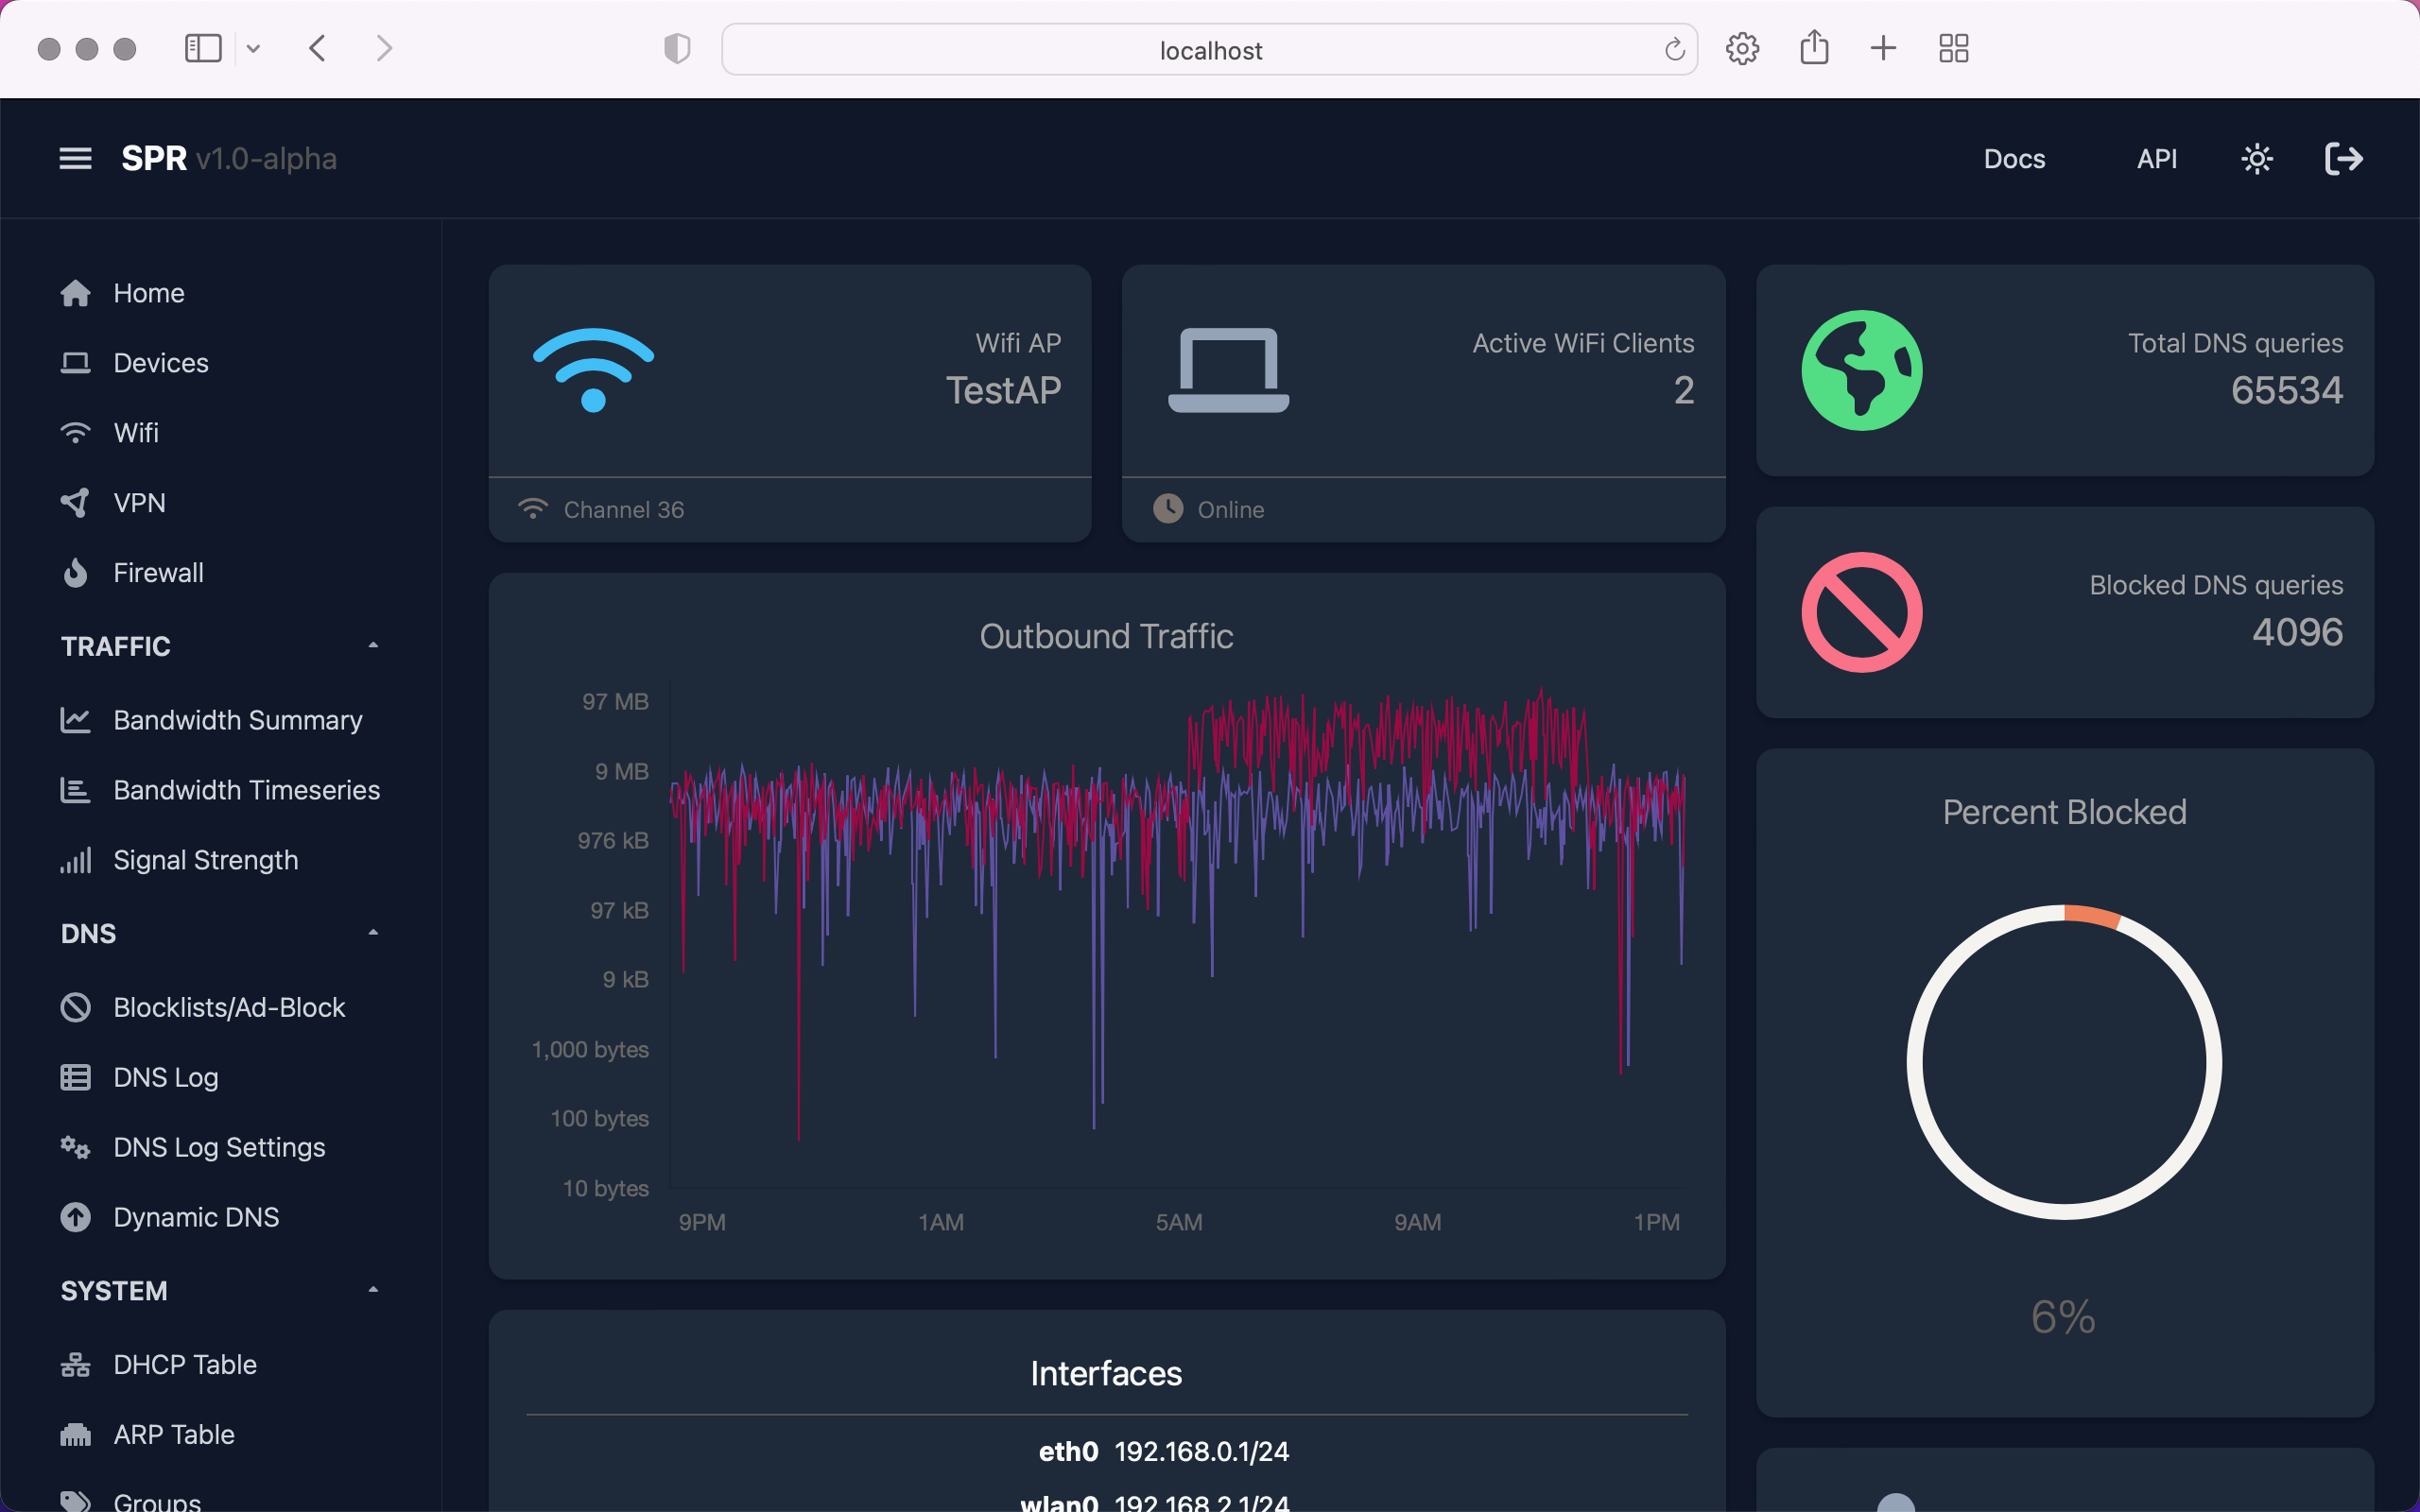 localhost
SPR v1.0-alpha
Docs
API
Home
Devices
Wifi
VPN
Firewall
TRAFFIC
Bandwidth Summary
Bandwidth Timeseries
Signal Strength
DNS
Blocklists/Ad-Block
DNS Log
DNS Log Settings
Dynamic DNS
SYSTEM
DHCP Table
ARP Table
Groups
Wifi AP
TestAP
Channel 36
Active WiFi Clients
2
Online
Total DNS queries
65534
Blocked DNS queries
4096
Outbound Traffic
97 MB
9 MB
976 kB
97 kB
9 kB
1,000 bytes
100 bytes
10 bytes
9PM
1AM
5AM
9AM
1PM
Percent Blocked
6%
Interfaces
eth0 192.168.0.1/24
wlan0 192.168.2.1/24